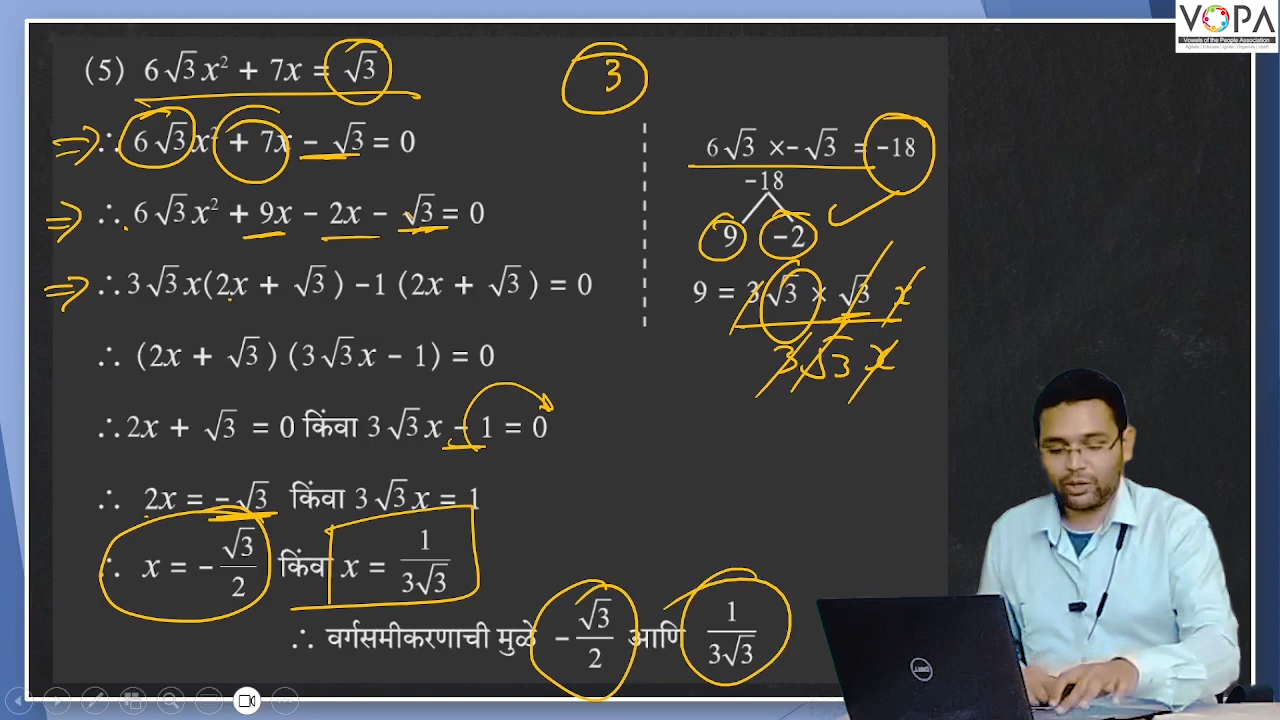 VOPA
Vowels of the People Association
(5) 6√3x² + 7x = √3
3
∴ 6√3x² + 7x − √3 = 0
∴ 6√3x² + 9x − 2x − √3 = 0
∴ 3√3x(2x + √3) −1 (2x + √3) = 0
∴ (2x + √3) (3√3x − 1) = 0
∴ 2x + √3 = 0 किंवा 3√3x − 1 = 0
∴ 2x = −√3 किंवा 3√3x = 1
∴ x = −√3/2 किंवा x = 1/3√3
∴ वर्गसमीकरणाची मुळे −√3/2 आणि 1/3√3
6√3 ×−√3 = −18
−18
9 −2
9 = 3√3 × √3 x
3√3 x
DELL